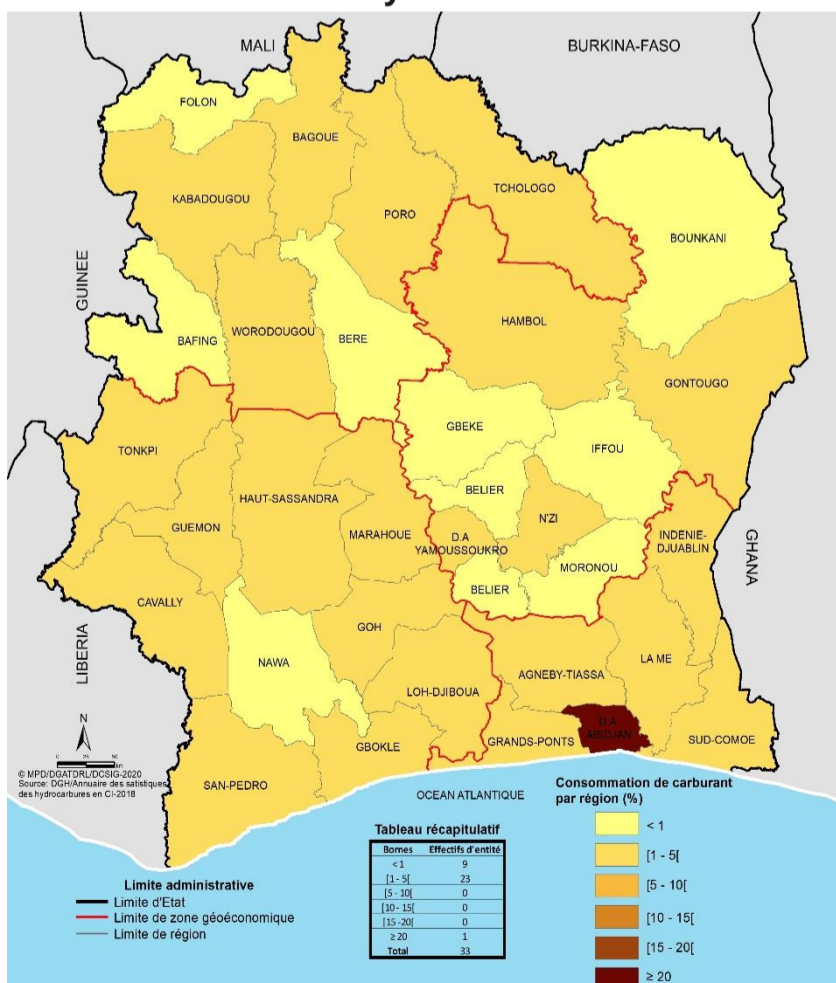 y
MALI
BURKINA-FASO
FOLON
BAGOUE
TCHOLOGO
KABADOUGOU
PORO
BOUNKANI
GUINEE
BAFING
WORODOUGOU
BERE
HAMBOL
GONTOUGO
GBEKE
IFFOU
TONKPI
BELIER
HAUT-SASSANDRA
N'ZI
GUEMON
MARAHOUE
D.A
YAMOUSSOUKRO
INDENIE-
DJUABLIN
MORONOU
BELIER
GHANA
CAVALLY
GOH
LIBERIA
NAWA
LA ME
AGNEBY-TIASSA
LOH-DJIBOUA
D.A
ABIDJAN
GRANDS-PONTS
SUD-COMOE
GBOKLE
SAN-PEDRO
N
0 25 50
km
© MPD/DGATDRL/DCSIG-2020
Source: DGH/Annuaire des satistiques
des hydrocarbures en CI-2018
OCEAN ATLANTIQUE
Limite administrative
Limite d'Etat
Limite de zone géoéconomique
Limite de région
Tableau récapitulatif
Bornes Effectifs d'entité
< 1 9
[1 - 5[ 23
[5 - 10[ 0
[10 - 15[ 0
[15 -20[ 0
≥ 20 1
Total 33
Consommation de carburant
par région (%)
< 1
[1 - 5[
[5 - 10[
[10 - 15[
[15 - 20[
≥ 20